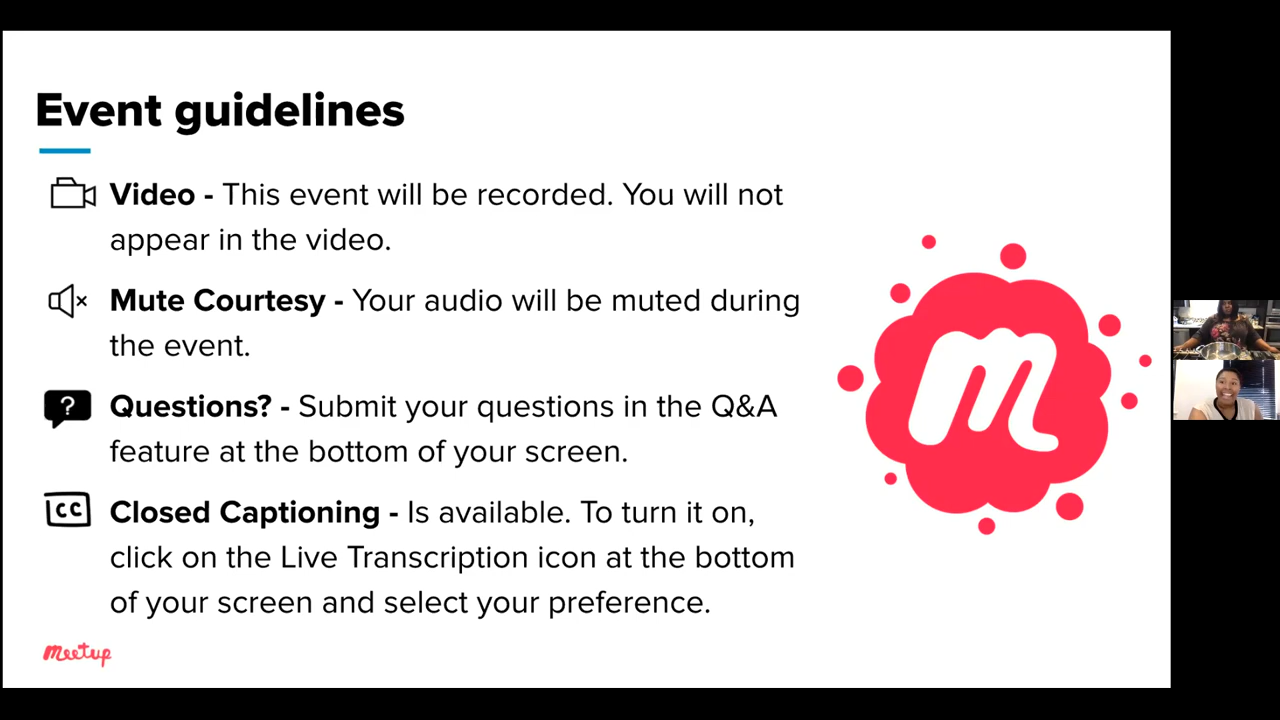 Event guidelines
Video - This event will be recorded. You will not
appear in the video.
Mute Courtesy - Your audio will be muted during
the event.
? Questions? - Submit your questions in the Q&A
feature at the bottom of your screen.
CC Closed Captioning - Is available. To turn it on,
click on the Live Transcription icon at the bottom
of your screen and select your preference.
meetup
m